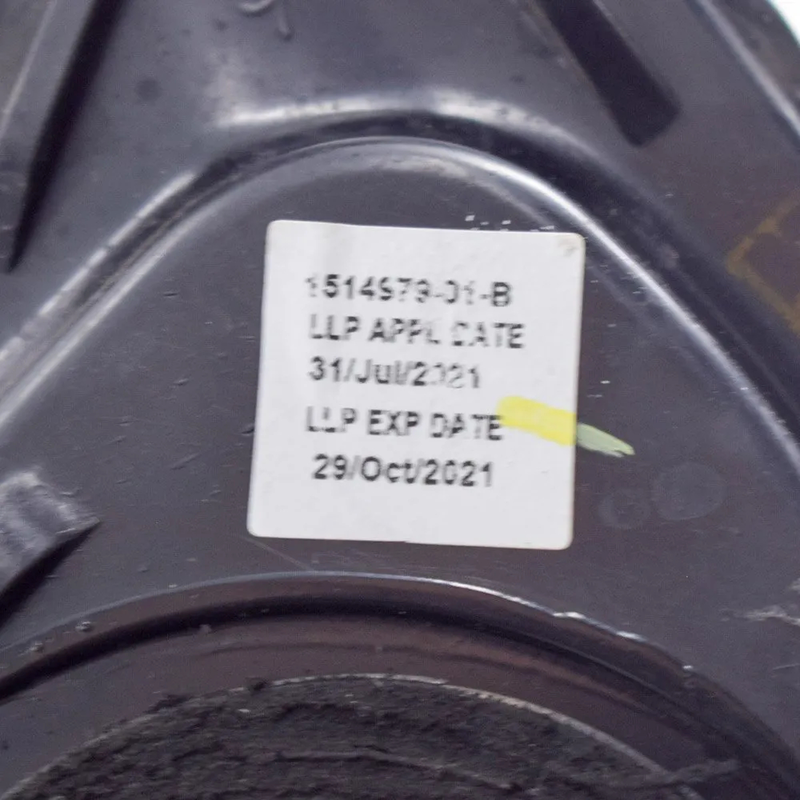 1514979-01-B
LLP APPL DATE
31/Jul/2021
LLP EXP DATE
29/Oct/2021